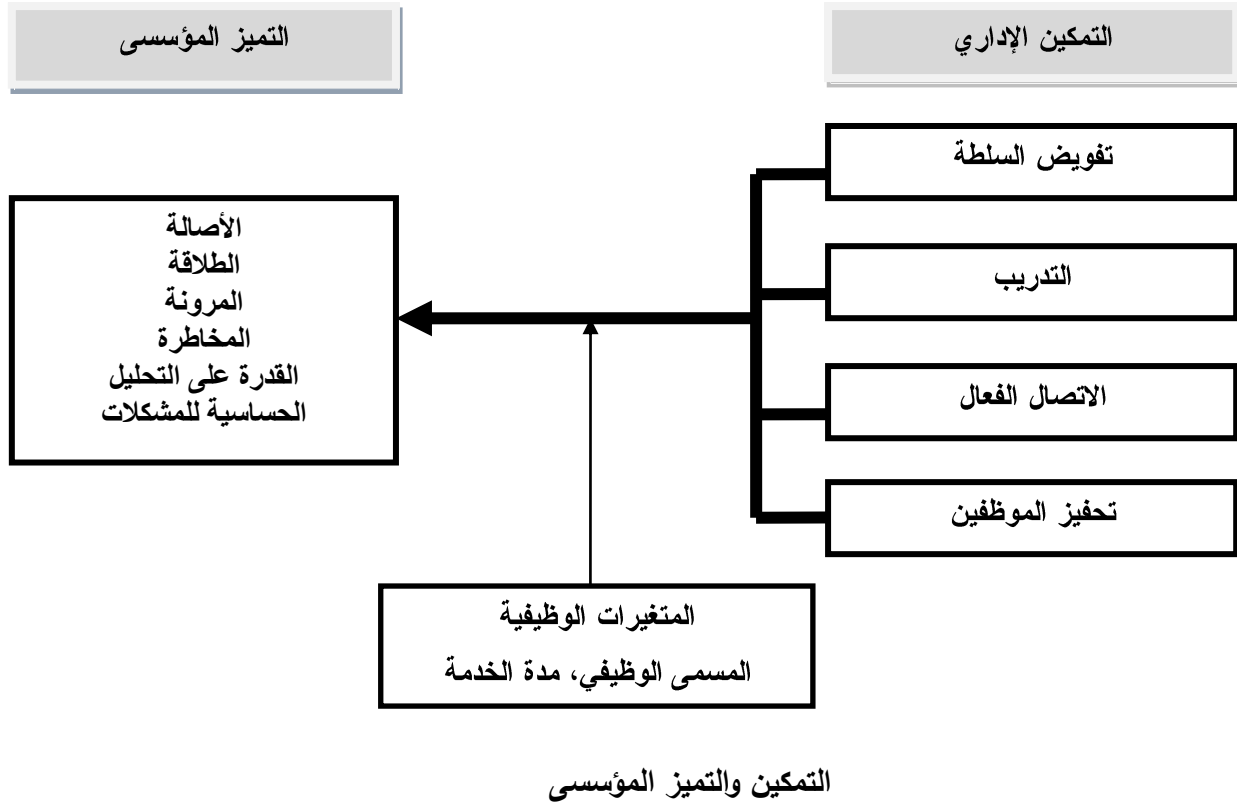 التمكين الإداري
التميز المؤسسى
تفويض السلطة
التدريب
الاتصال الفعال
تحفيز الموظفين
الأصالة
الطلاقة
المرونة
المخاطرة
القدرة على التحليل
الحساسية للمشكلات
المتغيرات الوظيفية
المسمى الوظيفي، مدة الخدمة
التمكين والتميز المؤسسى